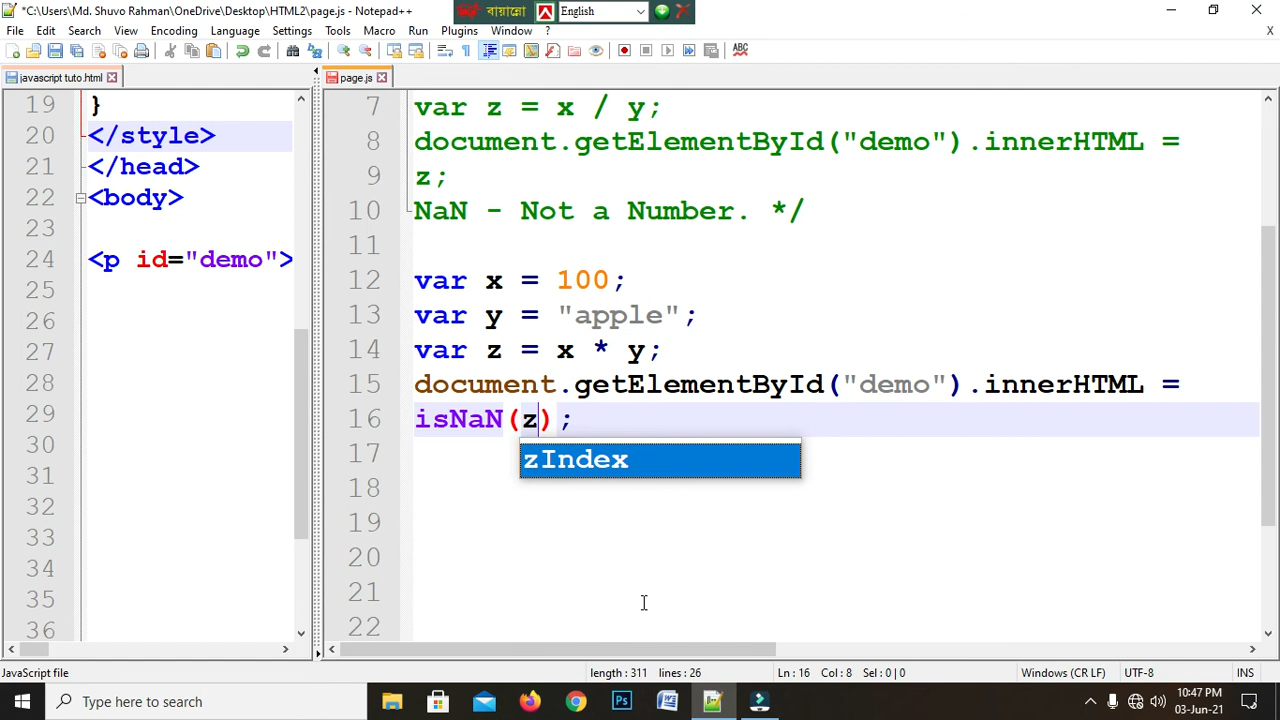 *C:\Users\Md. Shuvo Rahman\OneDrive\Desktop\HTML2\page.js - Notepad++
বায়ান্নো
English
File Edit Search View Encoding Language Settings Tools Macro Run Plugins Window ? X
ABC
javascript tuto.html
page.js
19 }
20 </style>
21 </head>
22 <body>
23
24 <p id="demo">
25
26
27
28
29
30
31
32
33
34
35
36
7 var z = x / y;
8 document.getElementById("demo").innerHTML =
9 z;
10 NaN - Not a Number. */
11
12 var x = 100;
13 var y = "apple";
14 var z = x * y;
15 document.getElementById("demo").innerHTML =
16 isNaN(z);
zIndex
17
18
19
20
21
22
JavaScript file
length : 311 lines : 26
Ln : 16 Col : 8 Sel : 0 | 0
Windows (CR LF)
UTF-8
INS
Type here to search
Ps
W
10:47 PM
03-Jun-21